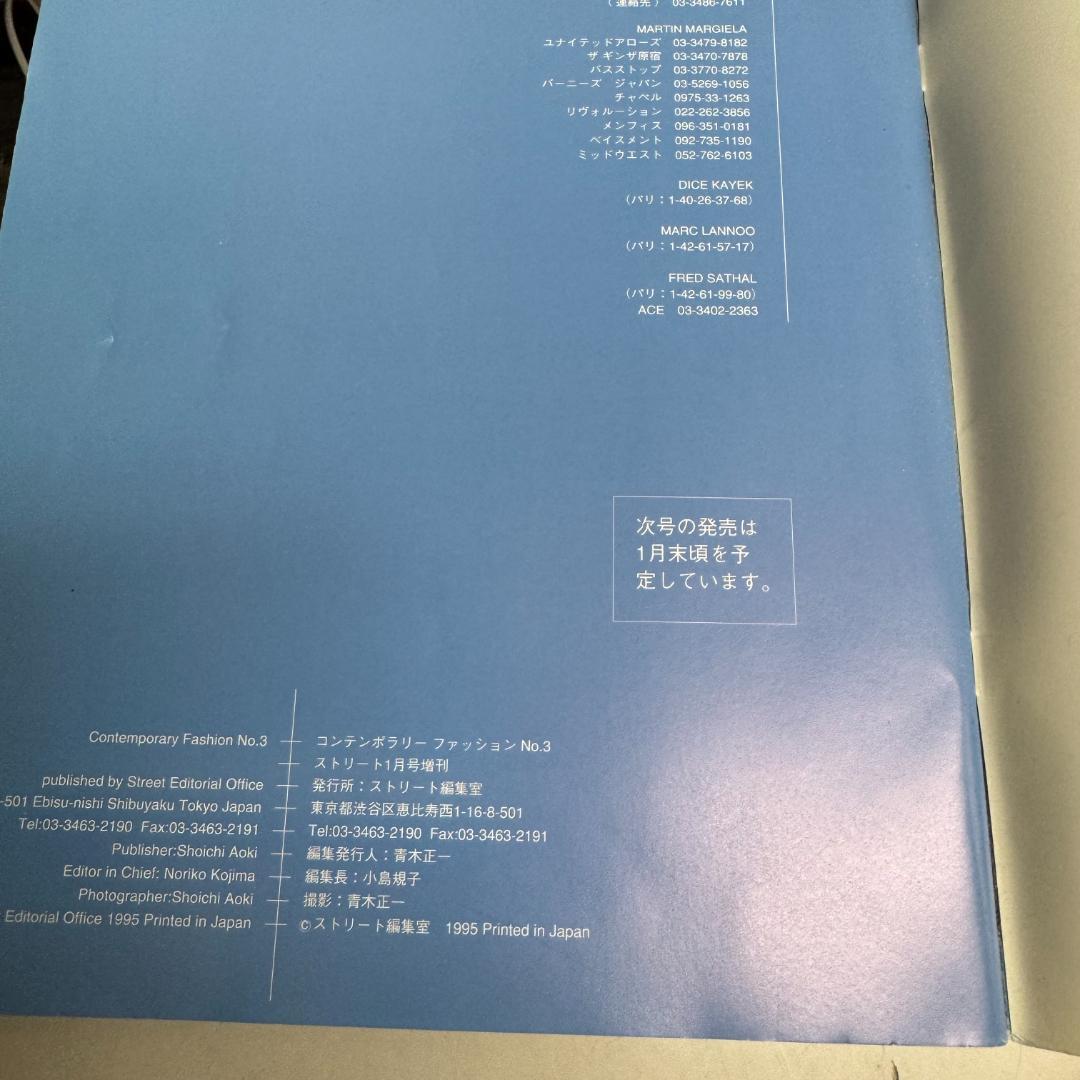 （連絡先） 03-3486-7611
MARTIN MARGIELA
ユナイテッドアローズ 03-3479-8182
ザ ギンザ原宿 03-3470-7878
バスストップ 03-3770-8272
バーニーズ ジャパン 03-5269-1056
チャペル 0975-33-1263
リヴォルーション 022-262-3856
メンフィス 096-351-0181
ベイスメント 092-735-1190
ミッドウエスト 052-762-6103
DICE KAYEK
（パリ：1-40-26-37-68）
MARC LANNOO
（パリ：1-42-61-57-17）
FRED SATHAL
（パリ：1-42-61-99-80）
ACE 03-3402-2363
次号の発売は
1月末頃を予
定しています。
Contemporary Fashion No.3
published by Street Editorial Office
-501 Ebisu-nishi Shibuyaku Tokyo Japan
Tel:03-3463-2190 Fax:03-3463-2191
Publisher:Shoichi Aoki
Editor in Chief: Noriko Kojima
Photographer:Shoichi Aoki
Editorial Office 1995 Printed in Japan
コンテンポラリー ファッション No.3
ストリート1月号増刊
発行所：ストリート編集室
東京都渋谷区恵比寿西1-16-8-501
Tel:03-3463-2190 Fax:03-3463-2191
編集発行人：青木正一
編集長：小島規子
撮影：青木正一
©ストリート編集室 1995 Printed in Japan